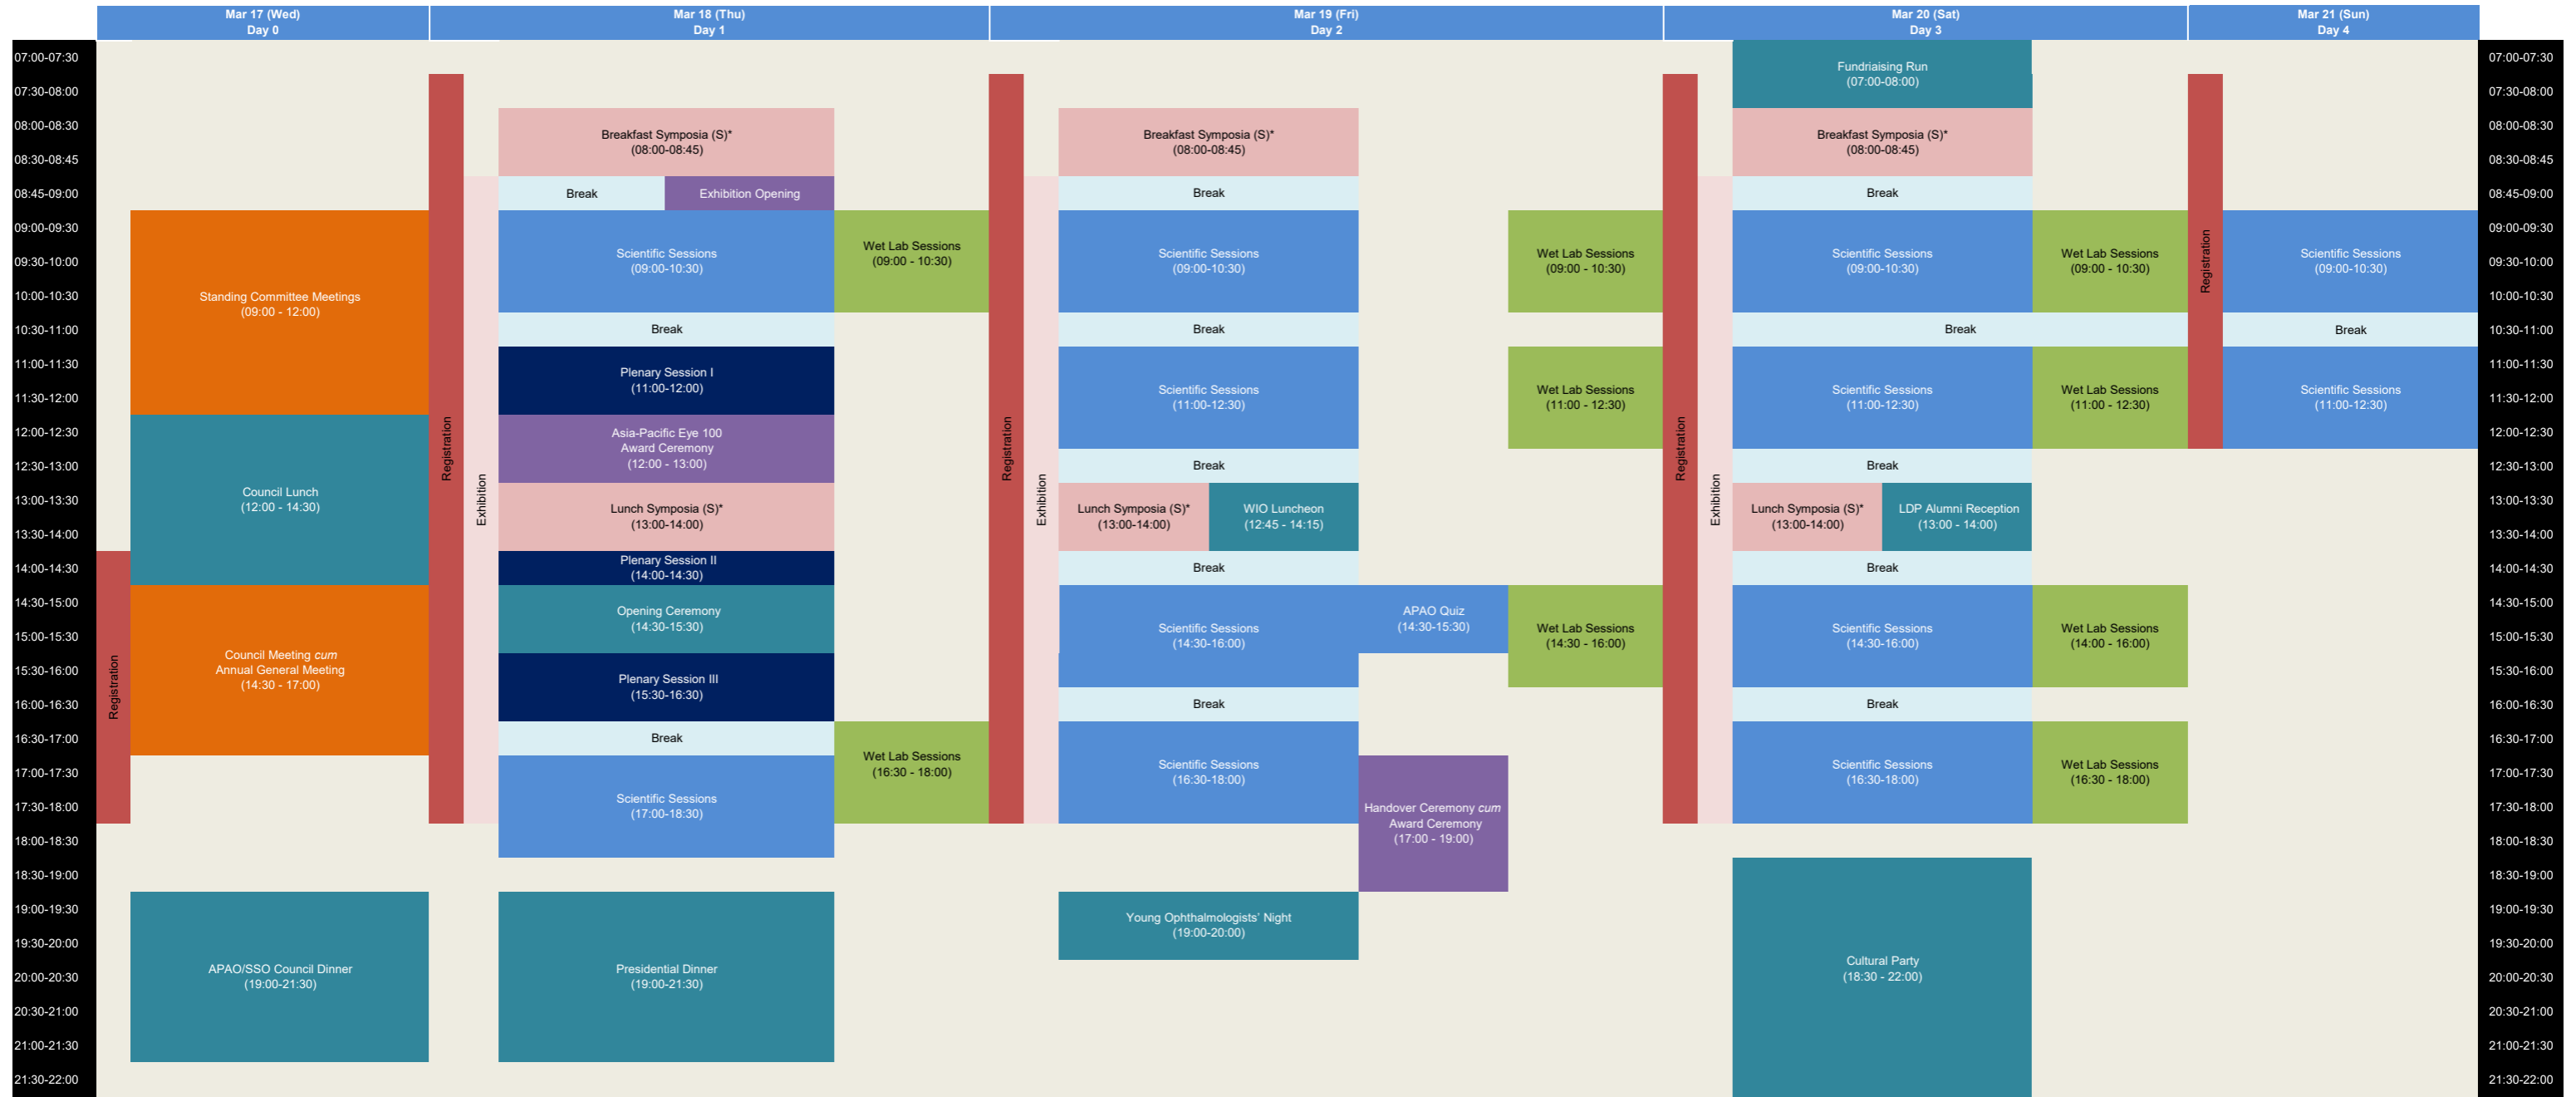 Mar 17 (Wed)
Day 0
Mar 18 (Thu)
Day 1
Mar 19 (Fri)
Day 2
Mar 20 (Sat)
Day 3
Mar 21 (Sun)
Day 4
07:00-07:30
07:30-08:00
08:00-08:30
08:30-08:45
08:45-09:00
09:00-09:30
09:30-10:00
10:00-10:30
10:30-11:00
11:00-11:30
11:30-12:00
12:00-12:30
12:30-13:00
13:00-13:30
13:30-14:00
14:00-14:30
14:30-15:00
15:00-15:30
15:30-16:00
16:00-16:30
16:30-17:00
17:00-17:30
17:30-18:00
18:00-18:30
18:30-19:00
19:00-19:30
19:30-20:00
20:00-20:30
20:30-21:00
21:00-21:30
21:30-22:00
Registration
Standing Committee Meetings
(09:00 - 12:00)
Council Lunch
(12:00 - 14:30)
Council Meeting cum
Annual General Meeting
(14:30 - 17:00)
APAO/SSO Council Dinner
(19:00-21:30)
Registration
Exhibition
Breakfast Symposia (S)*
(08:00-08:45)
Break
Exhibition Opening
Scientific Sessions
(09:00-10:30)
Break
Plenary Session I
(11:00-12:00)
Asia-Pacific Eye 100
Award Ceremony
(12:00 - 13:00)
Lunch Symposia (S)*
(13:00-14:00)
Plenary Session II
(14:00-14:30)
Opening Ceremony
(14:30-15:30)
Plenary Session III
(15:30-16:30)
Break
Scientific Sessions
(17:00-18:30)
Presidential Dinner
(19:00-21:30)
Wet Lab Sessions
(09:00 - 10:30)
Wet Lab Sessions
(16:30 - 18:00)
Registration
Exhibition
Breakfast Symposia (S)*
(08:00-08:45)
Break
Scientific Sessions
(09:00-10:30)
Break
Scientific Sessions
(11:00-12:30)
Break
Lunch Symposia (S)*
(13:00-14:00)
WIO Luncheon
(12:45 - 14:15)
Break
Scientific Sessions
(14:30-16:00)
Break
Scientific Sessions
(16:30-18:00)
Young Ophthalmologists' Night
(19:00-20:00)
APAO Quiz
(14:30-15:30)
Handover Ceremony cum
Award Ceremony
(17:00 - 19:00)
Wet Lab Sessions
(09:00 - 10:30)
Wet Lab Sessions
(11:00 - 12:30)
Wet Lab Sessions
(14:30 - 16:00)
Registration
Exhibition
Fundriaising Run
(07:00-08:00)
Breakfast Symposia (S)*
(08:00-08:45)
Break
Scientific Sessions
(09:00-10:30)
Break
Scientific Sessions
(11:00-12:30)
Break
Lunch Symposia (S)*
(13:00-14:00)
LDP Alumni Reception
(13:00 - 14:00)
Break
Scientific Sessions
(14:30-16:00)
Break
Scientific Sessions
(16:30-18:00)
Cultural Party
(18:30 - 22:00)
Wet Lab Sessions
(09:00 - 10:30)
Wet Lab Sessions
(11:00 - 12:30)
Wet Lab Sessions
(14:00 - 16:00)
Wet Lab Sessions
(16:30 - 18:00)
Registration
Scientific Sessions
(09:00-10:30)
Break
Scientific Sessions
(11:00-12:30)
07:00-07:30
07:30-08:00
08:00-08:30
08:30-08:45
08:45-09:00
09:00-09:30
09:30-10:00
10:00-10:30
10:30-11:00
11:00-11:30
11:30-12:00
12:00-12:30
12:30-13:00
13:00-13:30
13:30-14:00
14:00-14:30
14:30-15:00
15:00-15:30
15:30-16:00
16:00-16:30
16:30-17:00
17:00-17:30
17:30-18:00
18:00-18:30
18:30-19:00
19:00-19:30
19:30-20:00
20:00-20:30
20:30-21:00
21:00-21:30
21:30-22:00